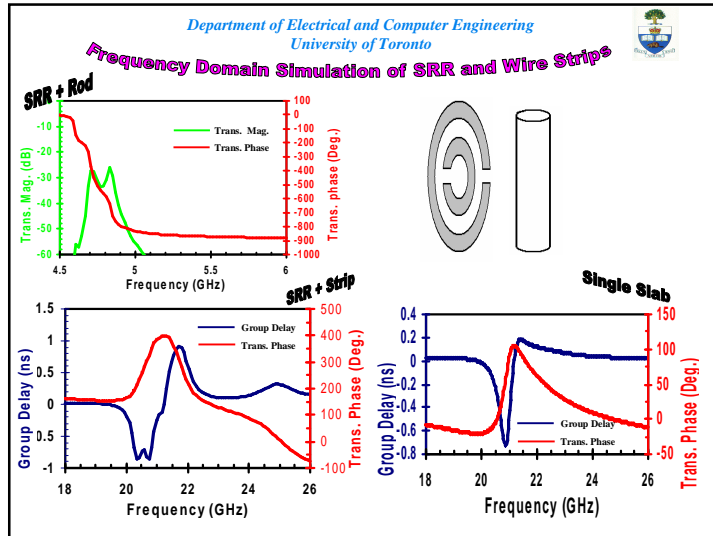 Department of Electrical and Computer Engineering
University of Toronto
Frequency Domain Simulation of SRR and Wire Strips
SRR + Rod
-10
-20
-30
-40
-50
-60
Trans. Mag. (dB)
Trans. Mag.
Trans. Phase
100
0
-100
-200
-300
-400
-500
-600
-700
-800
-900
-1000
Trans. phase (Deg.)
4.5 5 5.5 6
Frequency (GHz)
SRR + Strip
1.5
1
0.5
0
0.5
-1
Group Delay (ns)
Group Delay
Trans. Phase
500
400
300
200
100
0
-100
Trans. Phase (Deg.)
18 20 22 24 26
Frequency (GHz)
Single Slab
0.4
0.2
0
-0.2
-0.4
-0.6
-0.8
Group Delay (ns)
Group Delay
Trans. Phase
150
100
50
0
-50
Trans. Phase (Deg.)
18 20 22 24 26
Frequency (GHz)